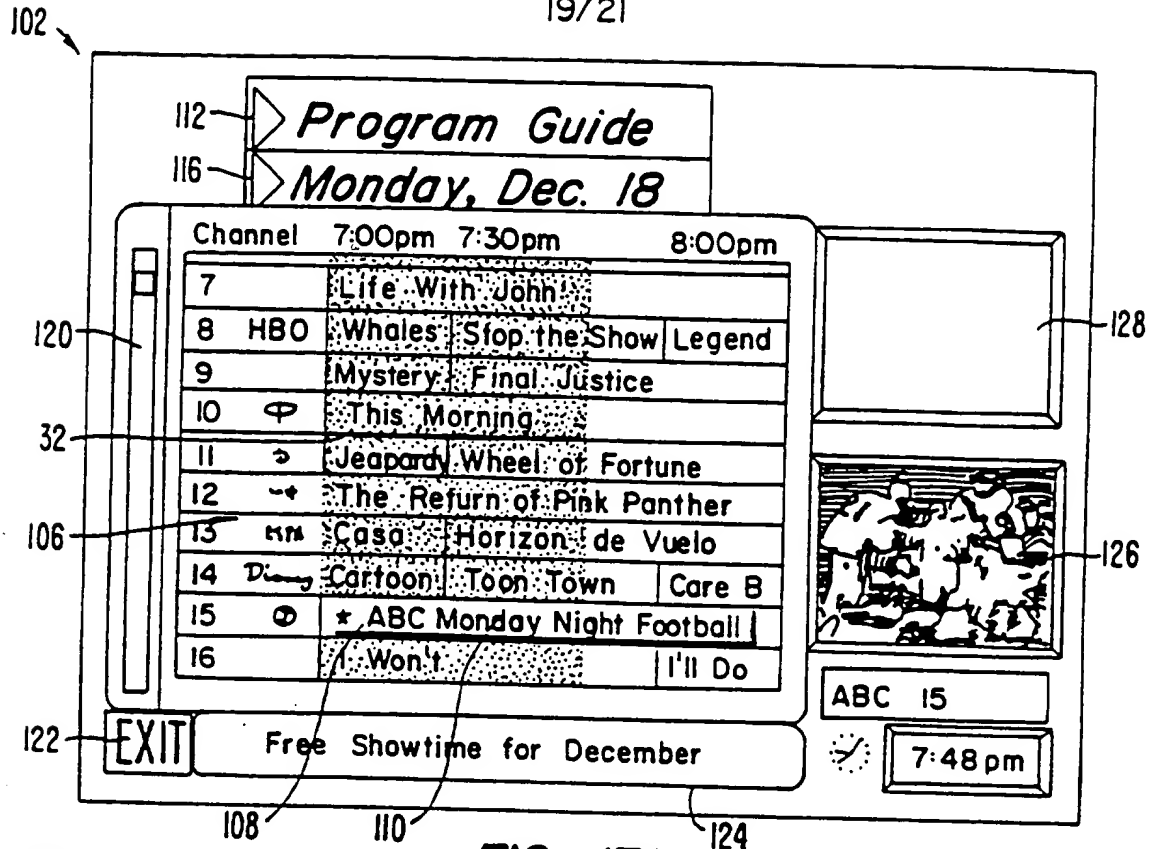 19/21
102
112
Program Guide
116
Monday, Dec. 18
Channel 7:00pm 7:30pm 8:00pm
7 Life With John
120
8 HBO Whales Stop the Show Legend
128
9 Mystery Final Justice
10 This Morning
32
11 Jeapardy Wheel of Fortune
12 The Return of Pink Panther
106
13 Casa Horizon de Vuelo
126
14 Disney Cartoon Toon Town Care B
15 ★ ABC Monday Night Football
16 I Won't I'll Do
ABC 15
122
EXIT Free Showtime for December
7:48pm
108 110 124